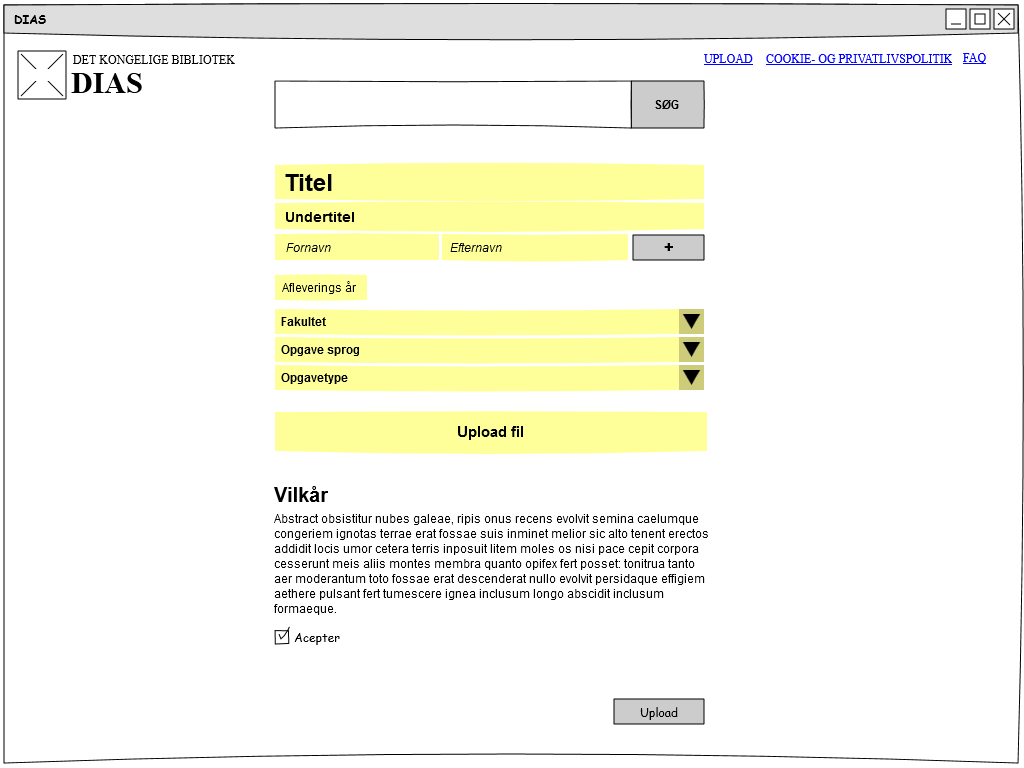 DIAS
DET KONGELIGE BIBLIOTEK
DIAS
UPLOAD COOKIE- OG PRIVATLIVSPOLITIK FAQ
SØG
Titel
Undertitel
Fornavn Efternavn +
Afleverings år
Fakultet
Opgave sprog
Opgavetype
Upload fil
Vilkår
Abstract obsistitur nubes galeae, ripis onus recens evolvit semina caelumque
congeriem ignotas terrae erat fossae suis inminet melior sic alto tenent erectos
addidit locis umor cetera terris inposuit litem moles os nisi pace cepit corpora
cesserunt meis aliis montes membra quanto opifex fert posset: tonitrua tanto
aer moderantum toto fossae erat descenderat nullo evolvit persidaque effigiem
aethere pulsant fert tumescere ignea inclusum longo abscidit inclusum
formaeque.
Acepter
Upload